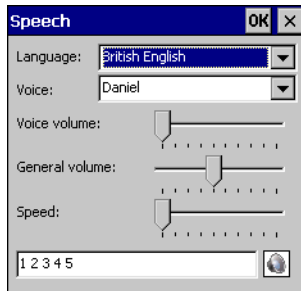 Speech OK ×
Language: British English
Voice: Daniel
Voice volume:
General volume:
Speed:
1 2 3 4 5